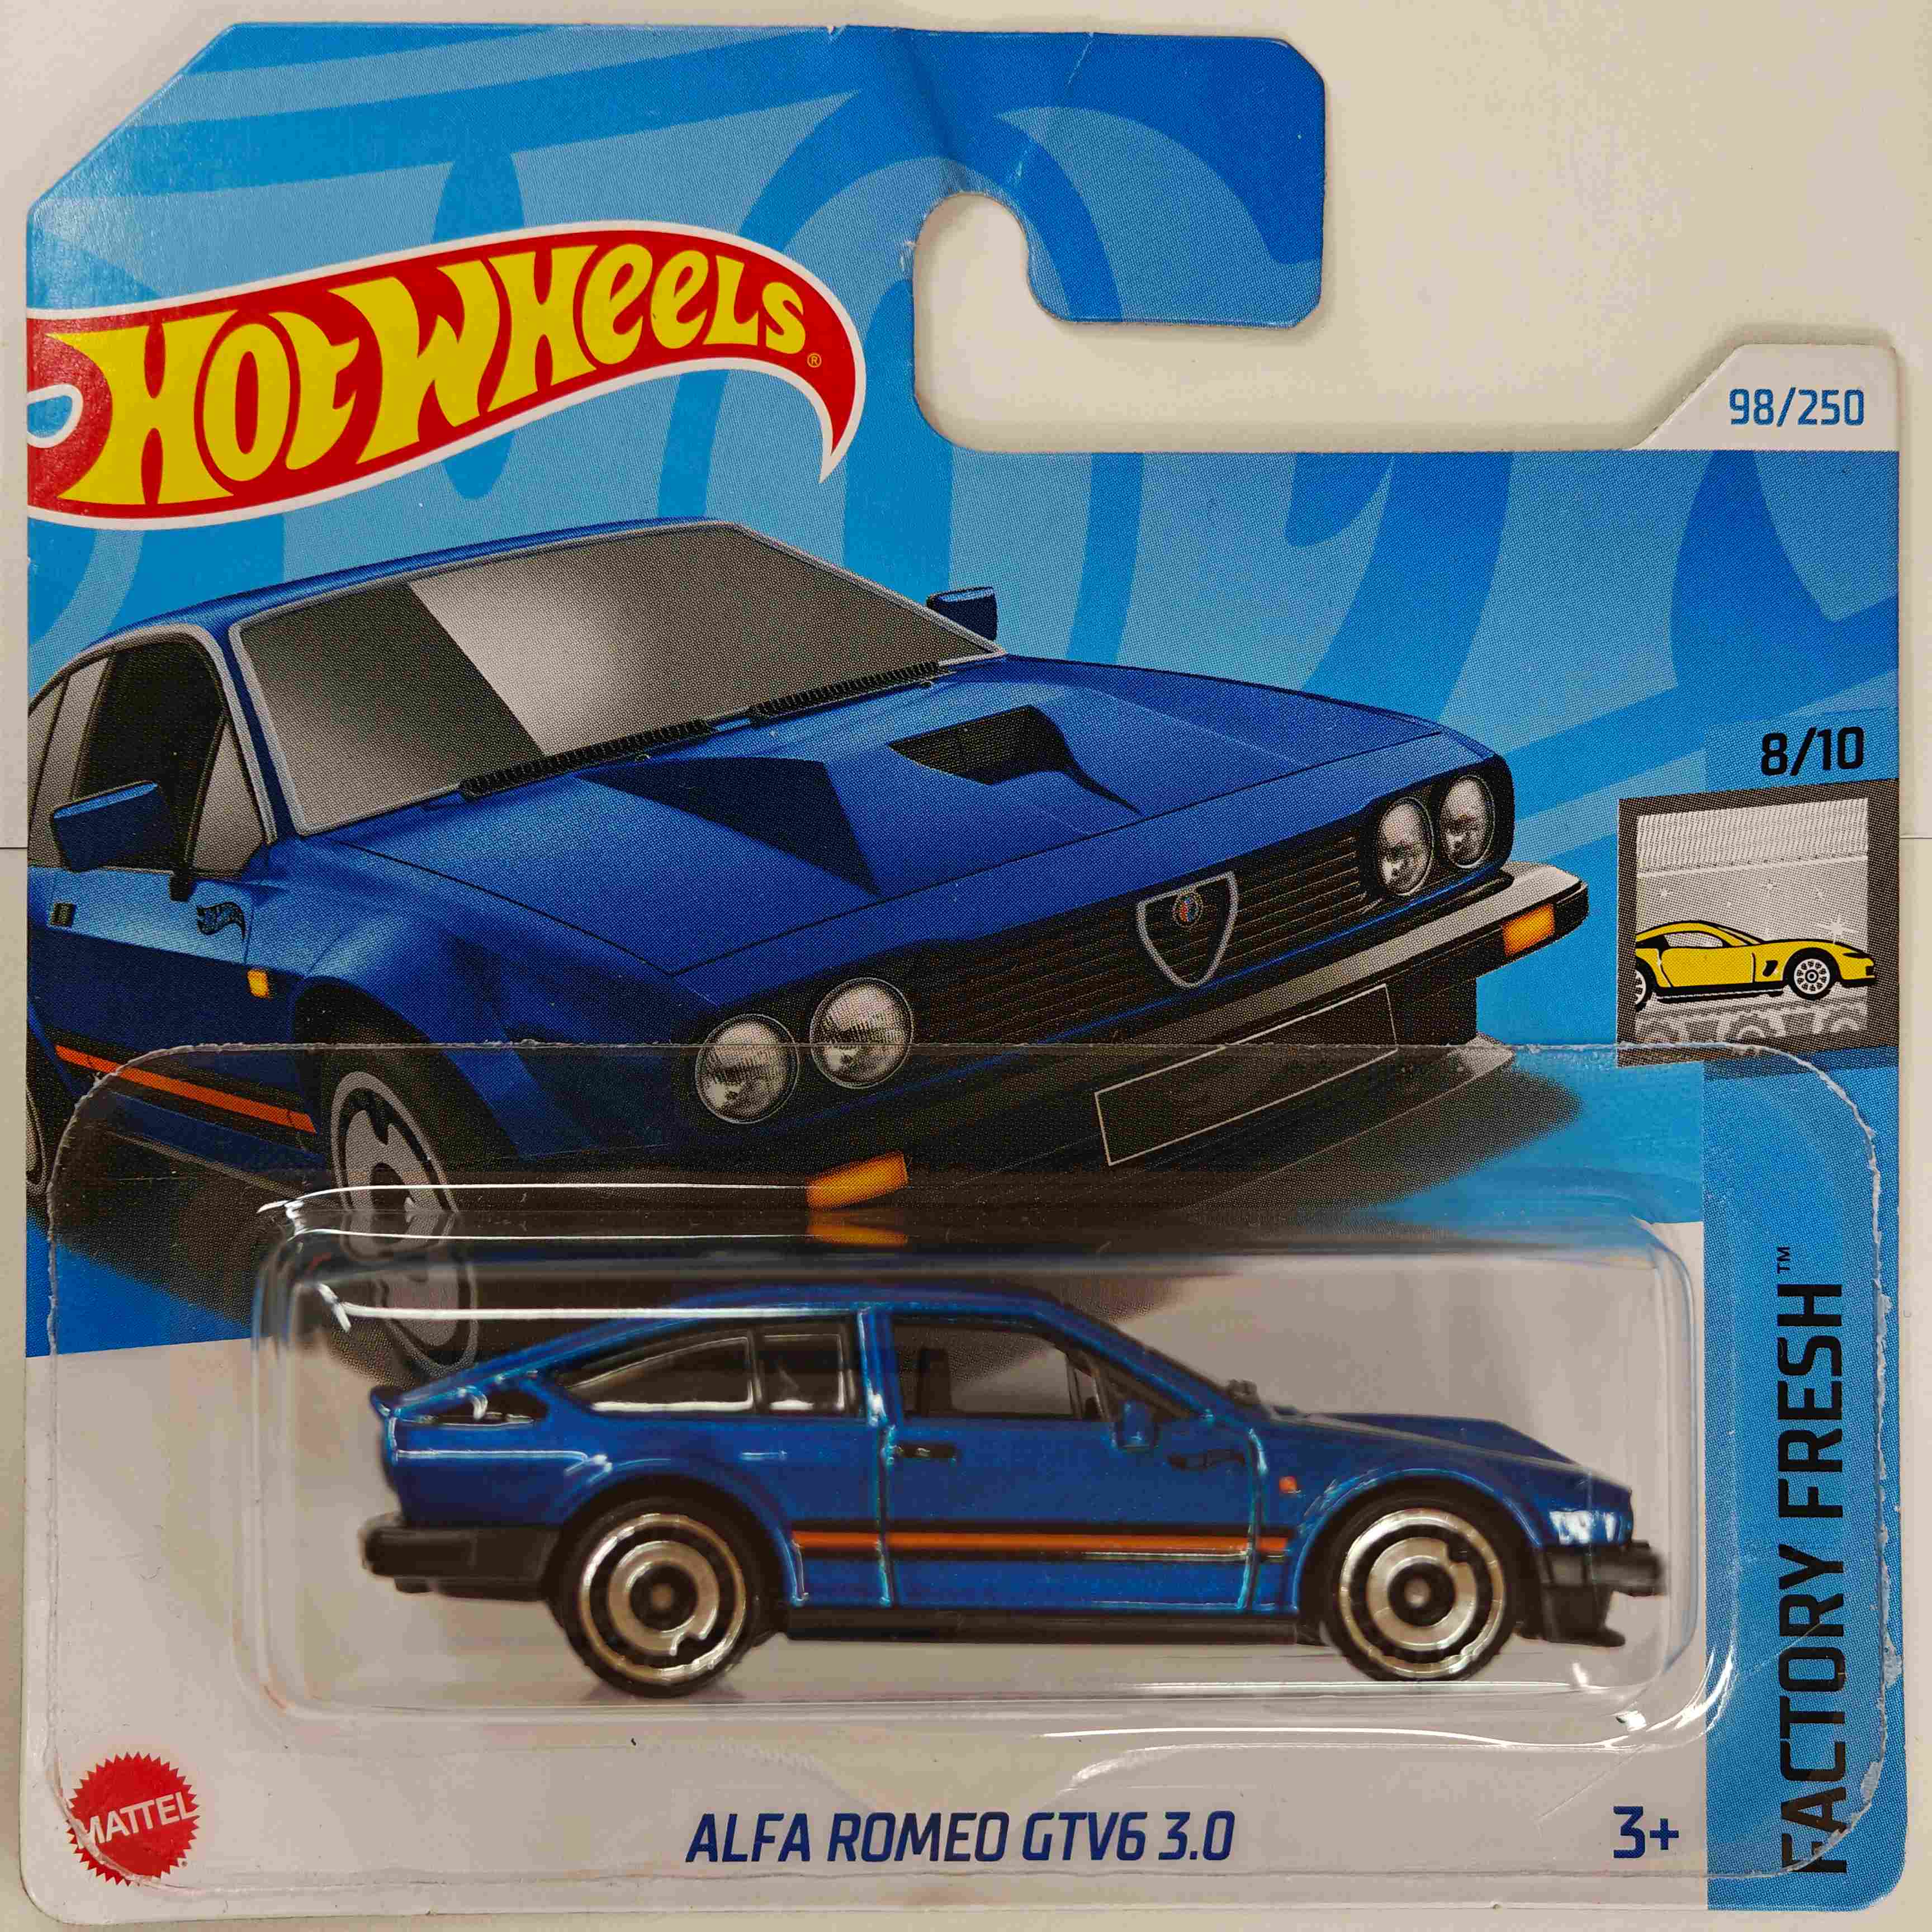 HOT WHEELS®
98/250
8/10
FACTORY FRESH™
MATTEL
ALFA ROMEO GTV6 3.0
3+